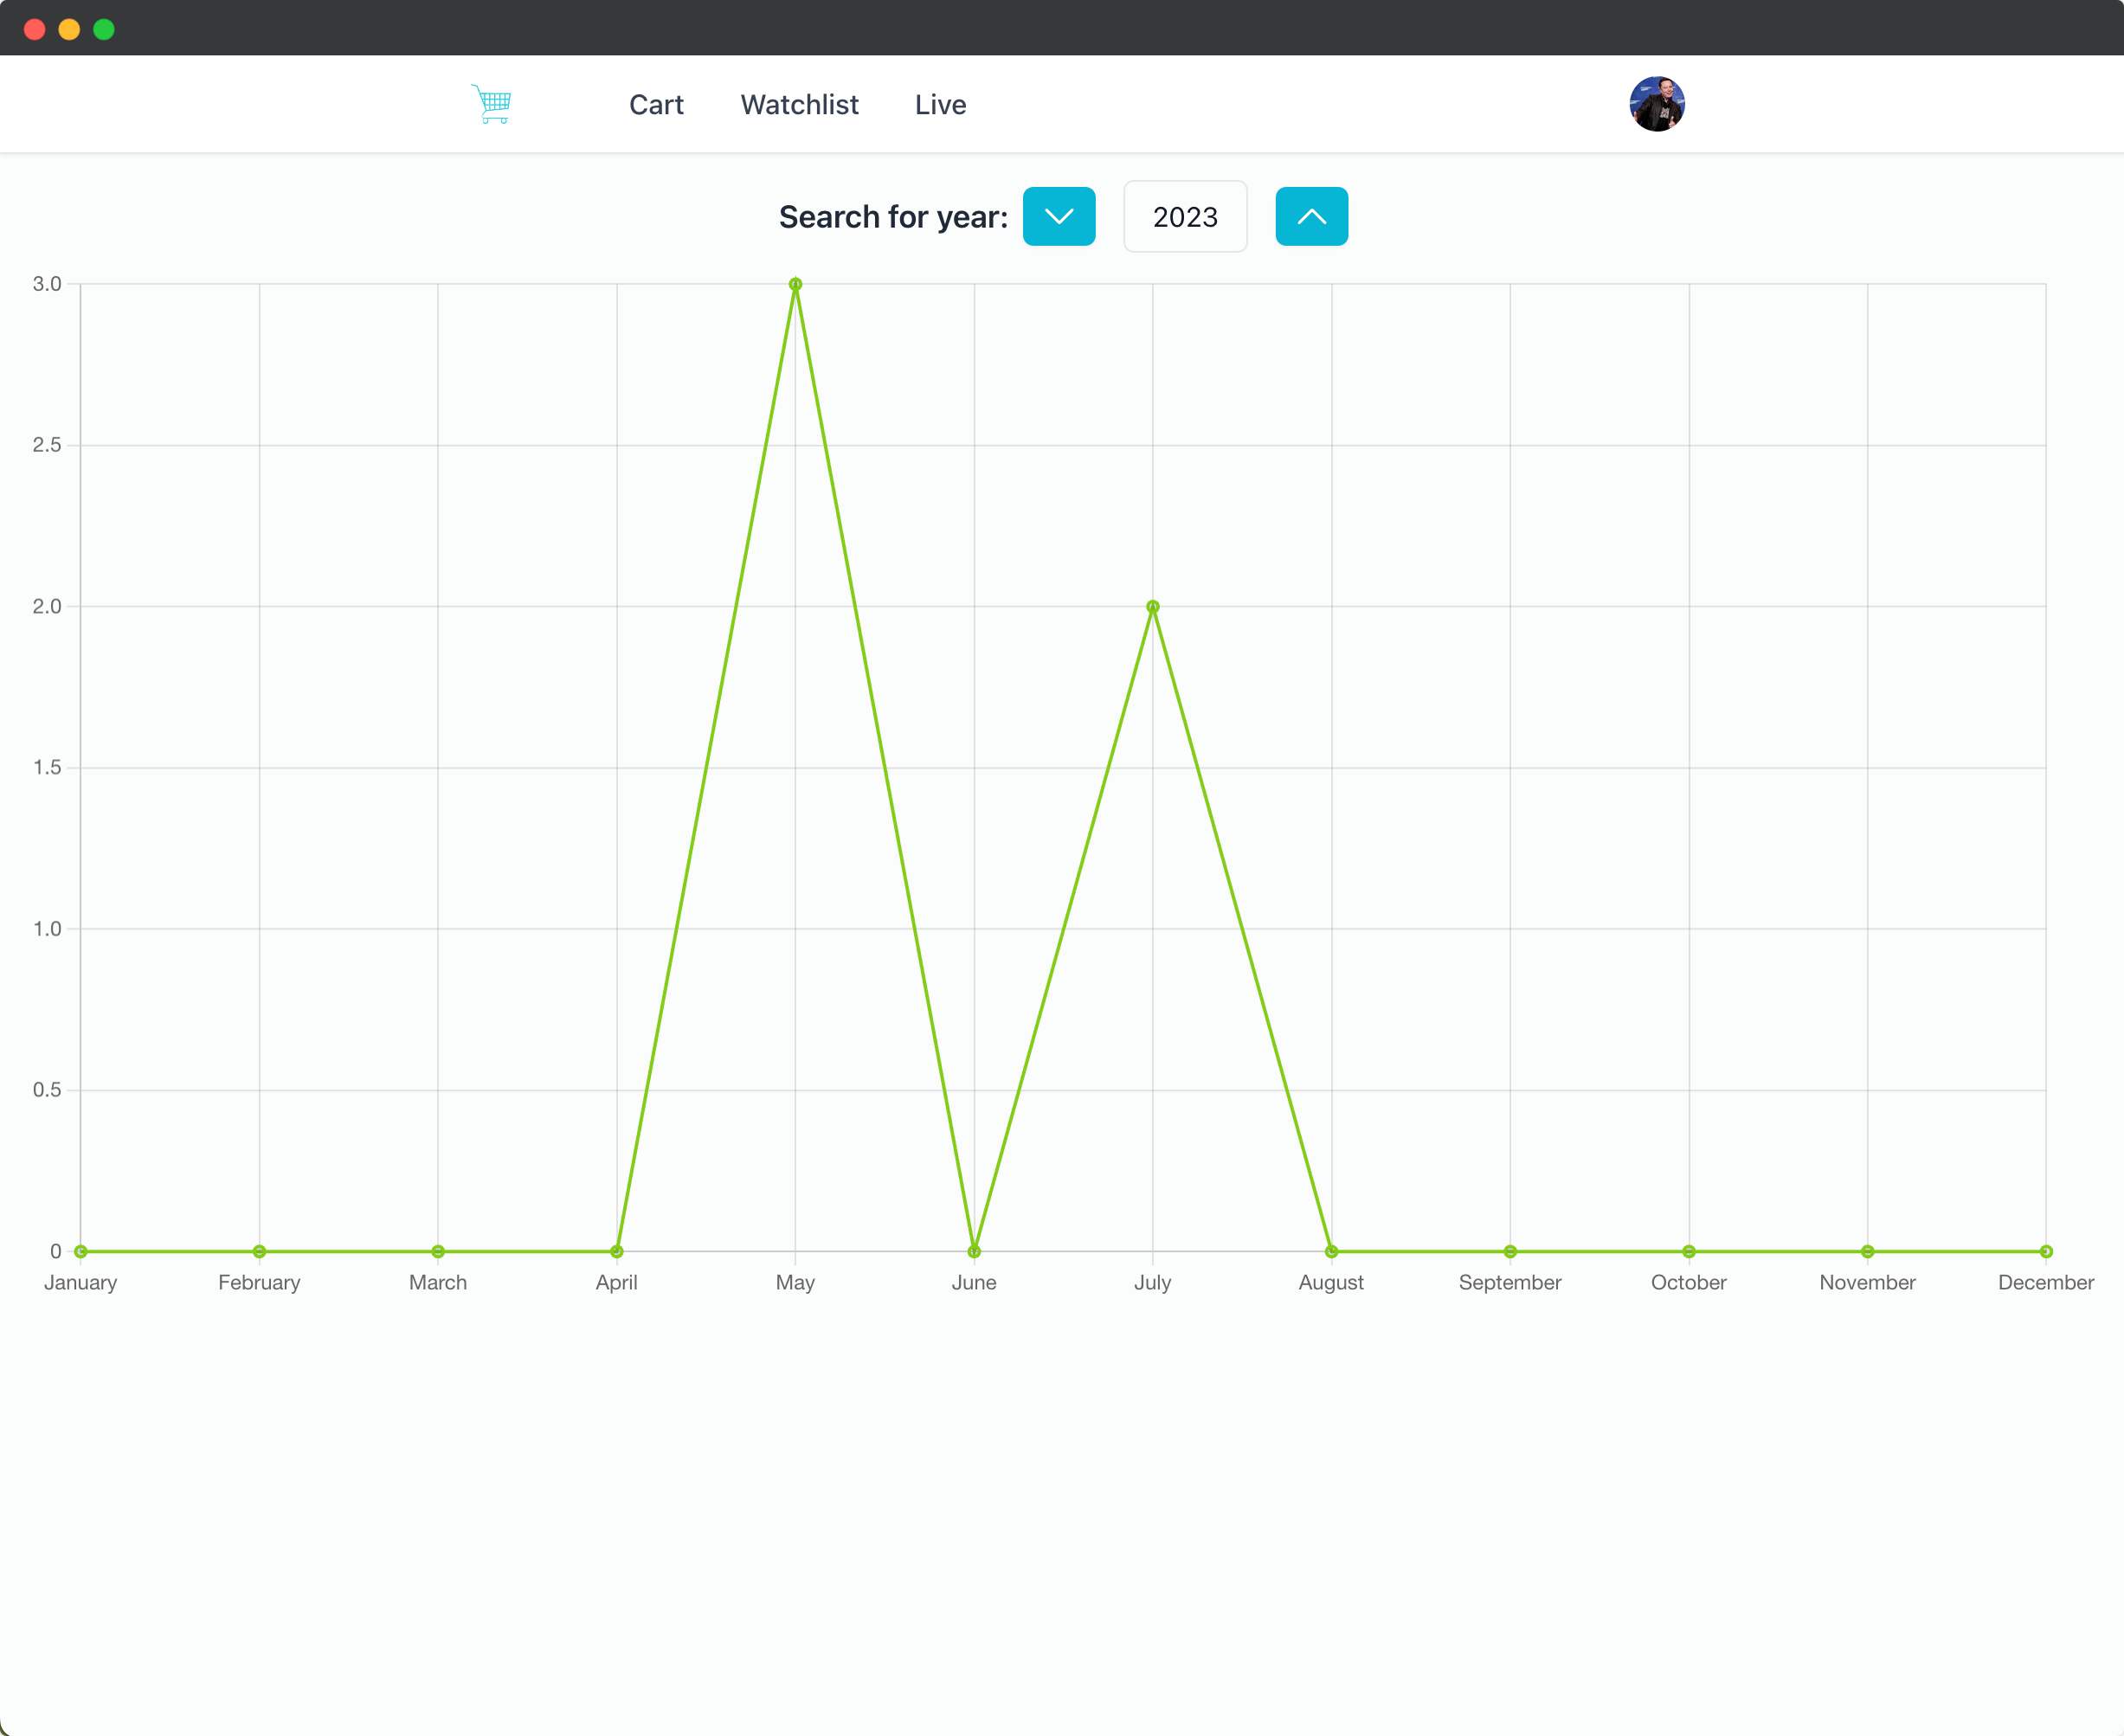 Cart Watchlist Live
Search for year: 2023
3.0
2.5
2.0
1.5
1.0
0.5
0
January February March April May June July August September October November December